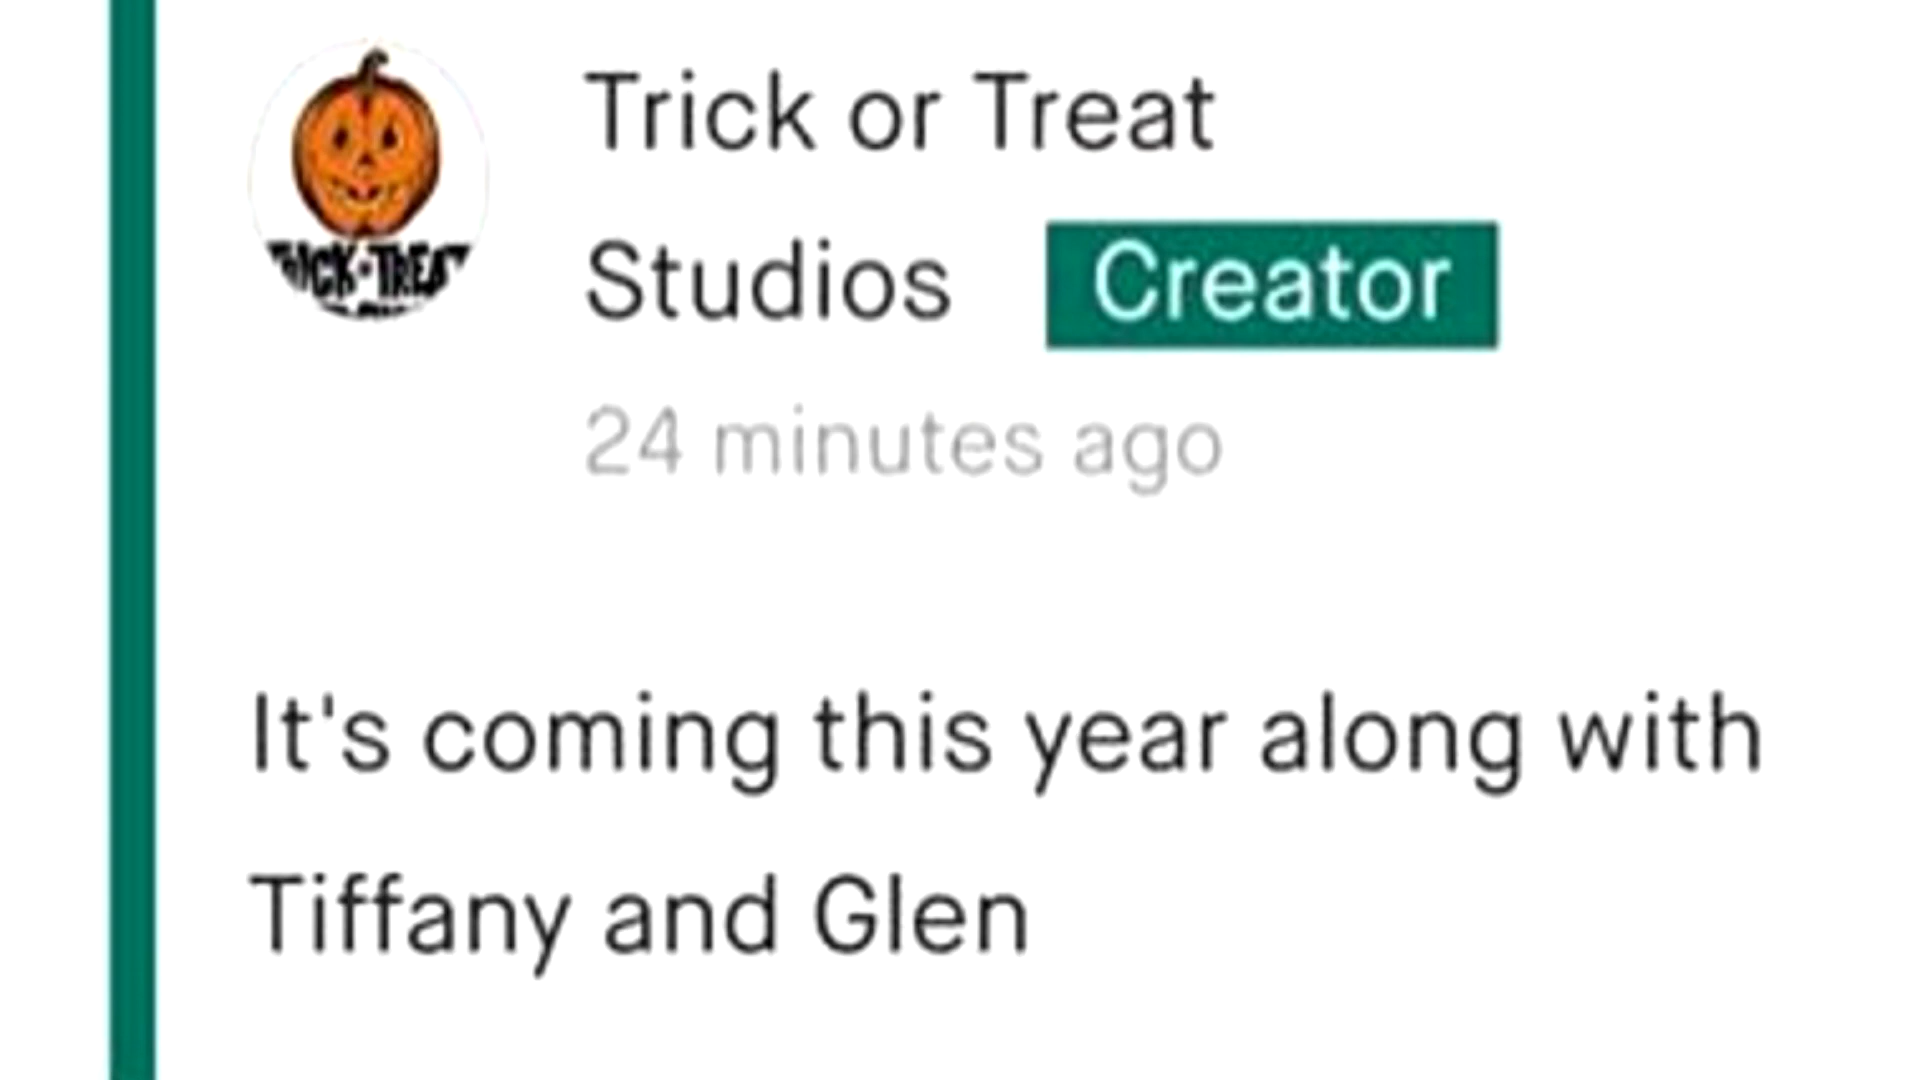 Trick or Treat
Studios Creator
24 minutes ago
It's coming this year along with
Tiffany and Glen